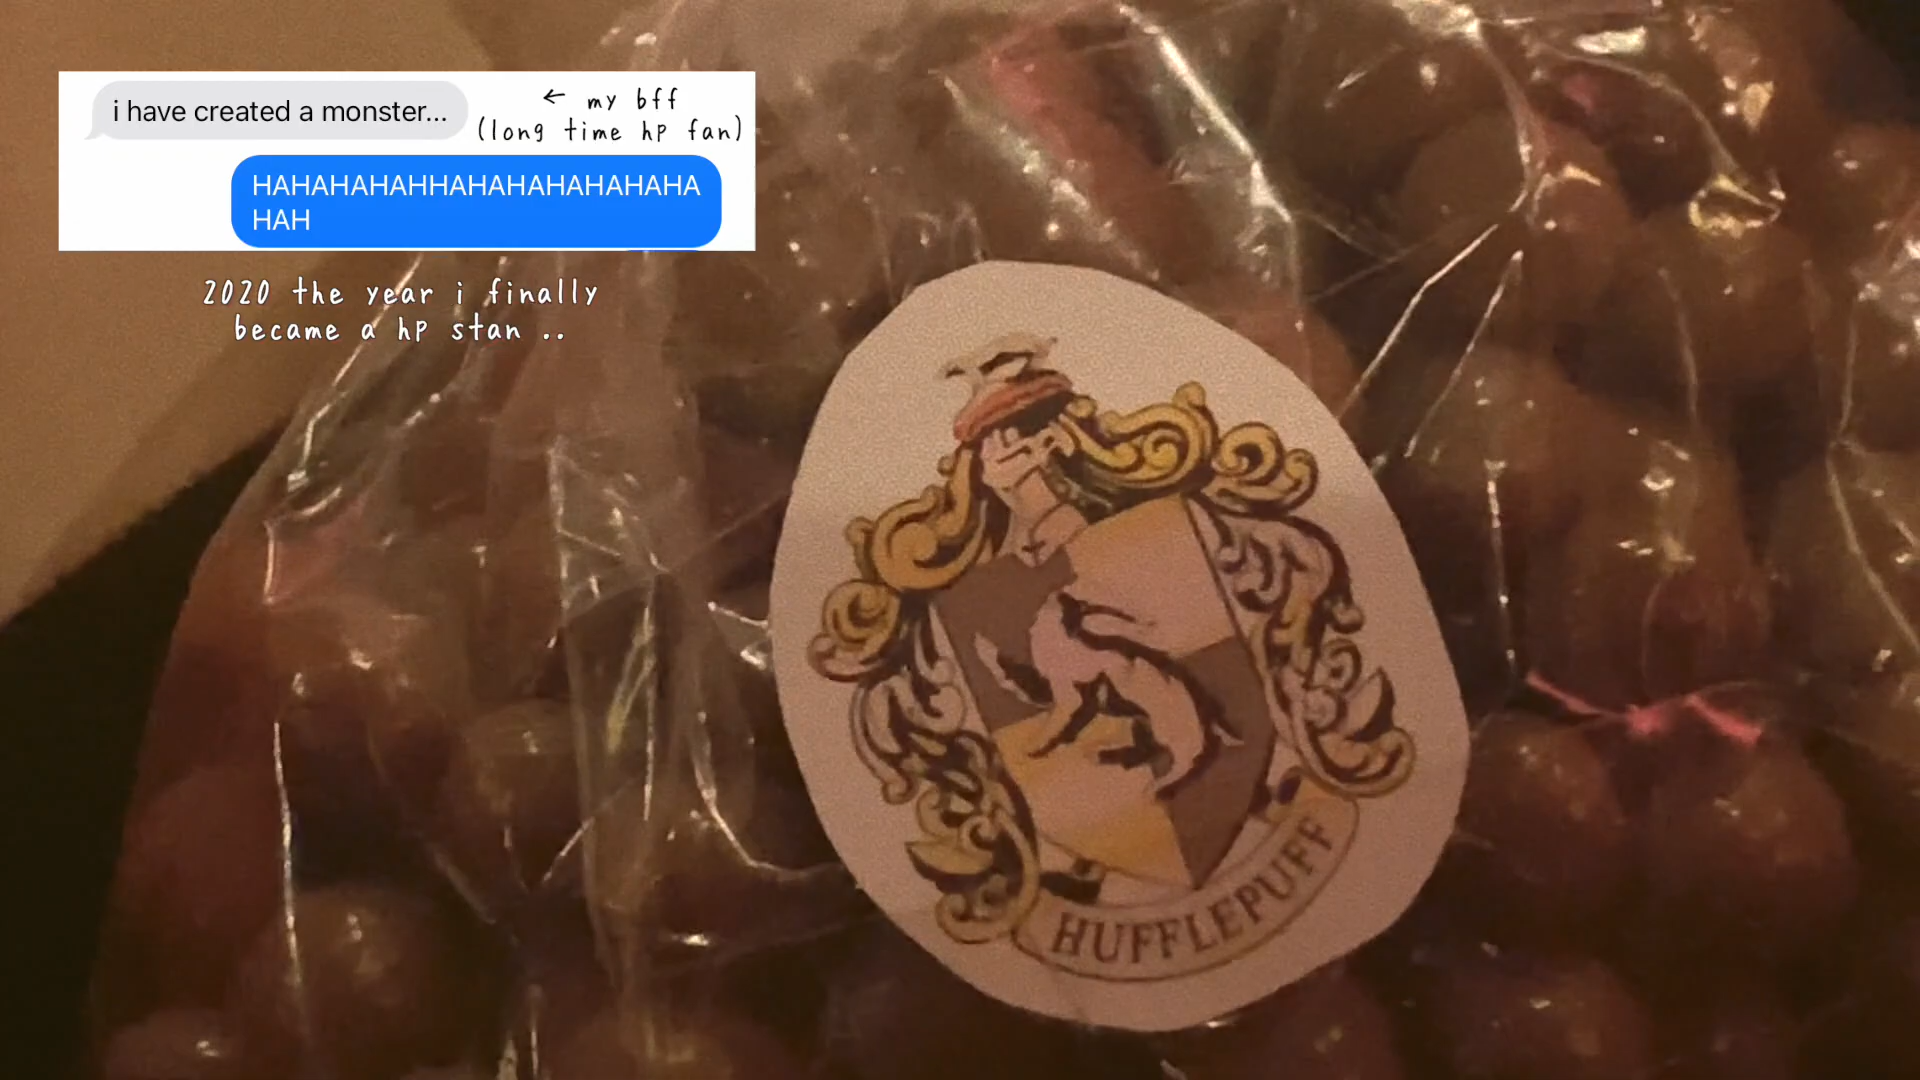 i have created a monster...
← my bff
(long time hp fan)
HAHAHAHAHHAHAHAHAHAHAHA
HAH
2020 the year i finally
became a hp stan ..
HUFFLEPUFF